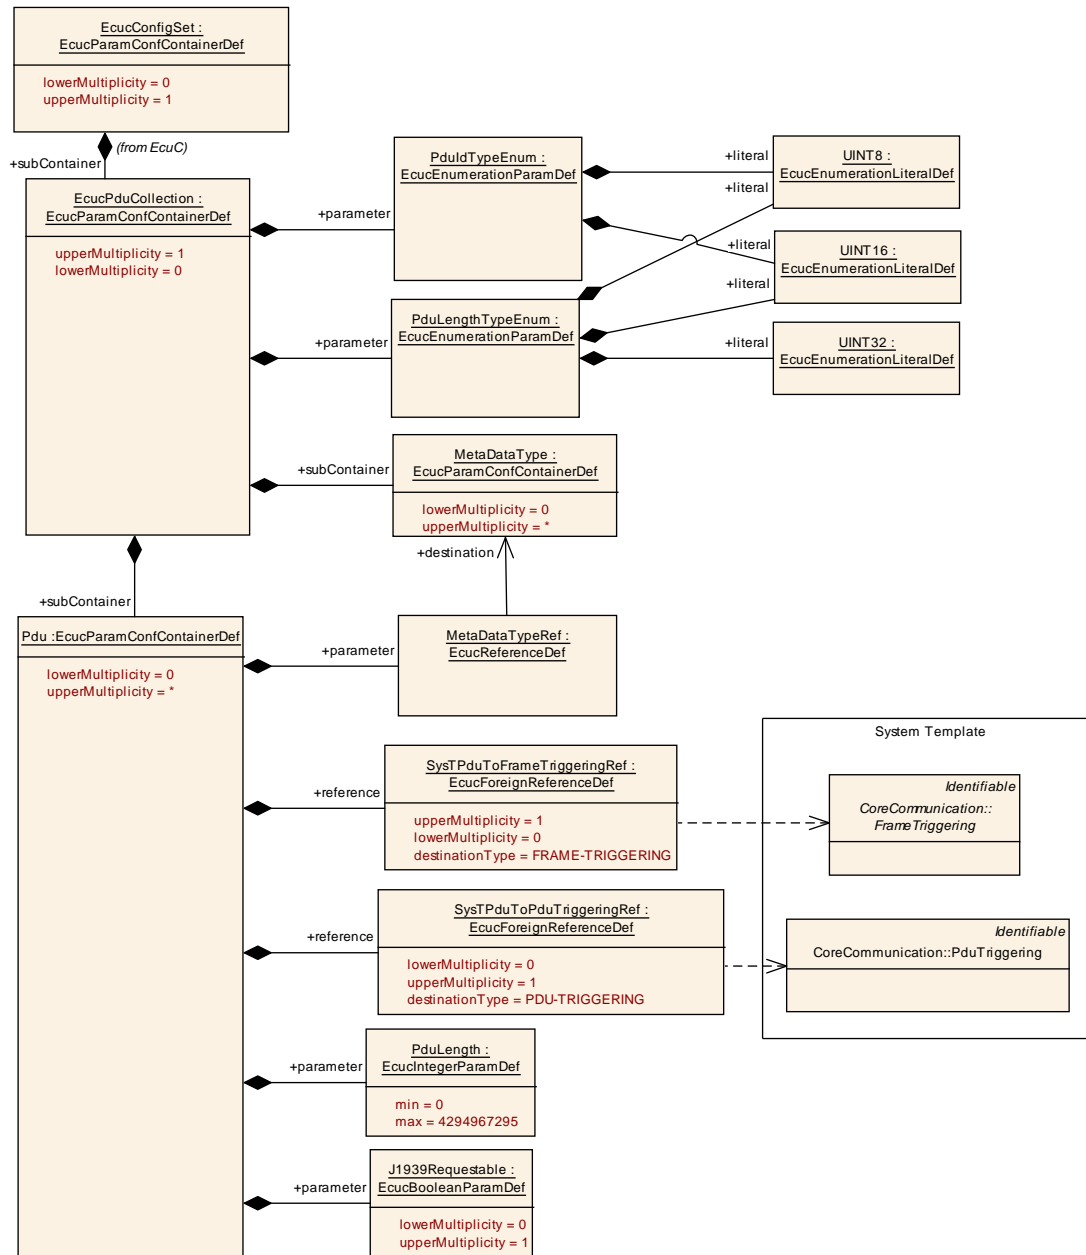 EcucConfigSet :
EcucParamConfContainerDef
lowerMultiplicity = 0
upperMultiplicity = 1
(from EcuC)
+subContainer
EcucPduCollection :
EcucParamConfContainerDef
upperMultiplicity = 1
lowerMultiplicity = 0
+parameter
PduIdTypeEnum :
EcucEnumerationParamDef
+literal
+literal
UINT8 :
EcucEnumerationLiteralDef
+literal
+literal
UINT16 :
EcucEnumerationLiteralDef
+parameter
PduLengthTypeEnum :
EcucEnumerationParamDef
+literal
UINT32 :
EcucEnumerationLiteralDef
+subContainer
MetaDataType :
EcucParamConfContainerDef
lowerMultiplicity = 0
upperMultiplicity = *
+destination
+subContainer
Pdu :EcucParamConfContainerDef
lowerMultiplicity = 0
upperMultiplicity = *
+parameter
MetaDataTypeRef :
EcucReferenceDef
System Template
+reference
SysTPduToFrameTriggeringRef :
EcucForeignReferenceDef
upperMultiplicity = 1
lowerMultiplicity = 0
destinationType = FRAME-TRIGGERING
Identifiable
CoreCommunication::
FrameTriggering
+reference
SysTPduToPduTriggeringRef :
EcucForeignReferenceDef
lowerMultiplicity = 0
upperMultiplicity = 1
destinationType = PDU-TRIGGERING
Identifiable
CoreCommunication::PduTriggering
+parameter
PduLength :
EcucIntegerParamDef
min = 0
max = 4294967295
+parameter
J1939Requestable :
EcucBooleanParamDef
lowerMultiplicity = 0
upperMultiplicity = 1